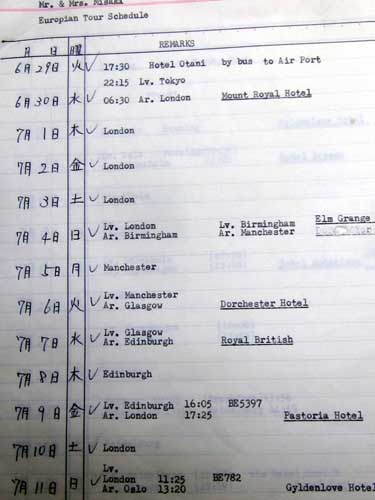 Mr. & Mrs. Misaki
Europian Tour Schedule
月 日 曜 REMARKS
6月29日 火 17:30 Hotel Otani by bus to Air Port
22:15 Lv. Tokyo
6月30日 水 06:30 Ar. London Mount Royal Hotel
7月1日 木 London
7月2日 金 London
7月3日 土 London
Lv. London Lv. Birmingham Elm Grange
7月4日 日 Ar. Birmingham Ar. Manchester
7月5日 月 Manchester
Lv. Manchester
7月6日 火 Ar. Glasgow Dorchester Hotel
Lv. Glasgow
7月7日 水 Ar. Edinburgh Royal British
7月8日 木 Edinburgh
Lv. Edinburgh 16:05 BE5397
7月9日 金 Ar. London 17:25 Pastoria Hotel
7月10日 土 London
Lv.
London 11:25 BE782
7月11日 日 Ar. Oslo 13:20 Gyldenlove Hotel